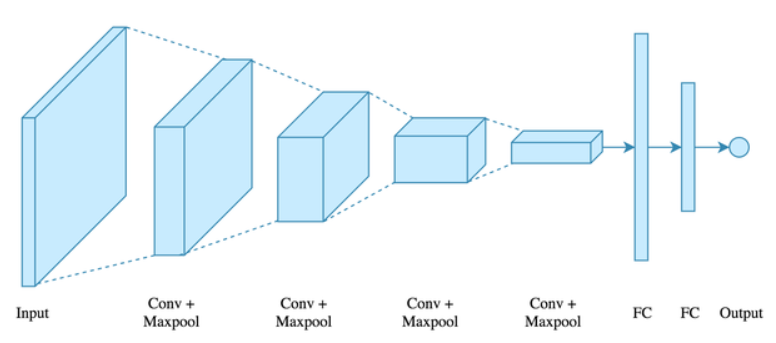 Input
Conv +
Maxpool
Conv +
Maxpool
Conv +
Maxpool
Conv +
Maxpool
FC
FC
Output